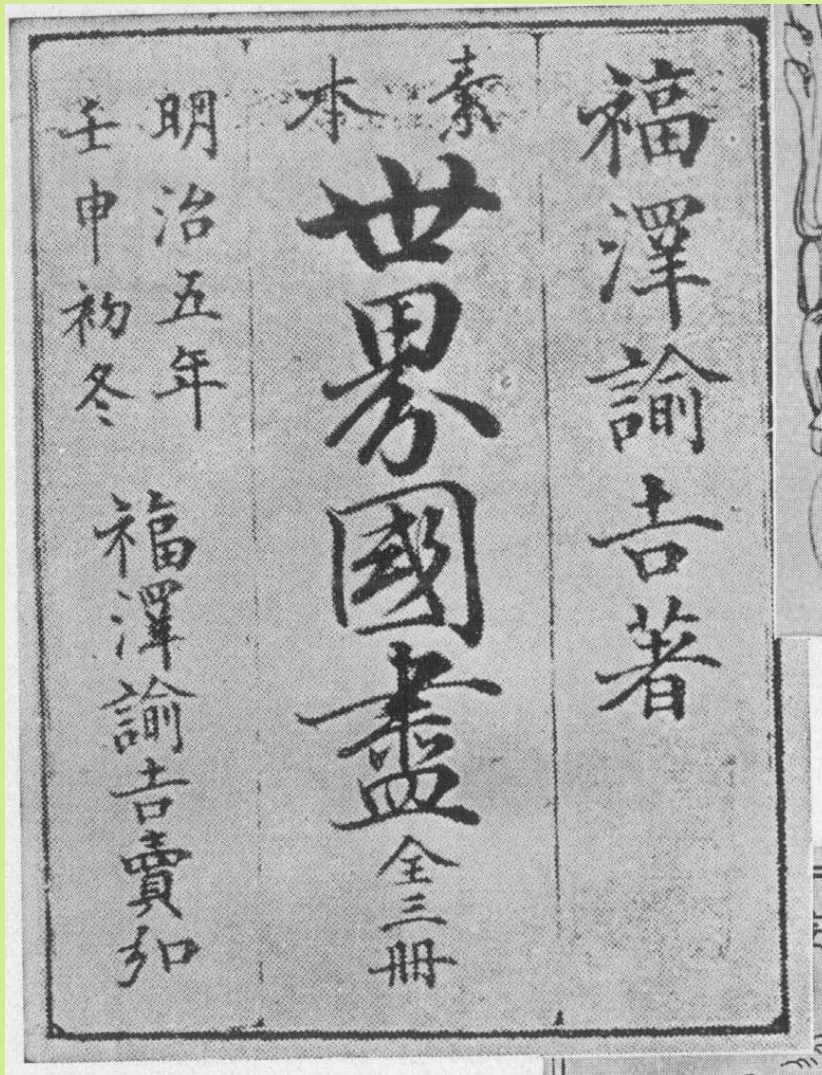 福澤諭吉著
素本
世界國盡 全三冊
明治五年
壬申初冬
福澤諭吉賣弘